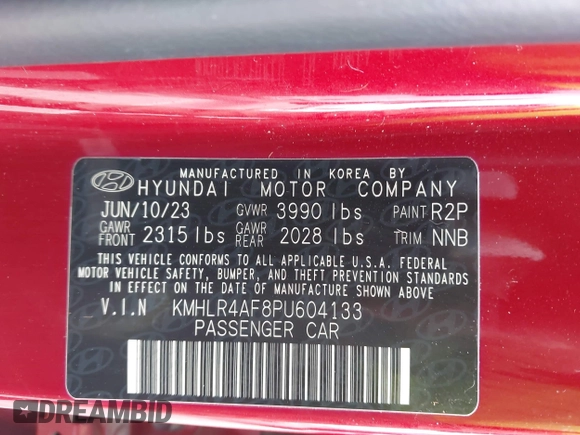 MANUFACTURED IN KOREA BY
HYUNDAI MOTOR COMPANY
JUN/10/23 GVWR 3990 lbs PAINT R2P
GAWR FRONT 2315 lbs GAWR REAR 2028 lbs TRIM NNB
THIS VEHICLE CONFORMS TO ALL APPLICABLE U.S.A. FEDERAL
MOTOR VEHICLE SAFETY, BUMPER, AND THEFT PREVENTION STANDARDS
IN EFFECT ON THE DATE OF MANUFACTURE SHOWN ABOVE.
V.I.N KMHLR4AF8PU604133
PASSENGER CAR
DREAMBID